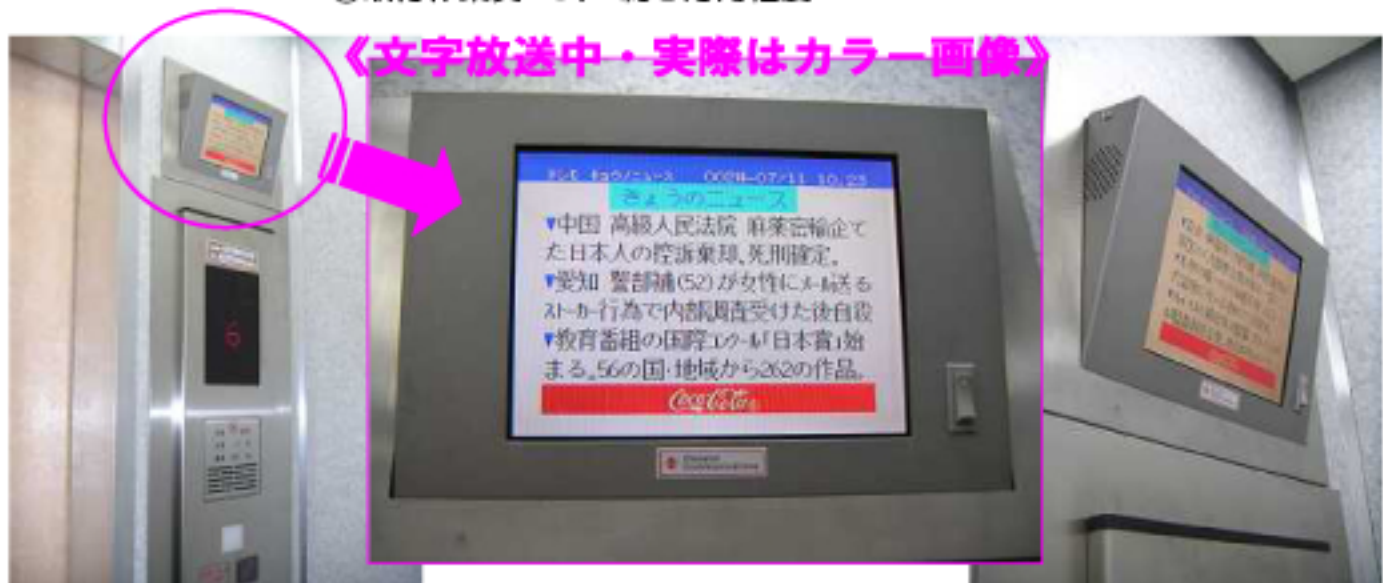 《文字放送中・実際はカラー画像》
きょうのニュース
▼中国 高級人民法院 麻薬密輸企て
た日本人の控訴棄却、死刑確定。
▼愛知 警部補(52)が女性にメール送る
ストーカー行為で内部調査受けた後自殺
▼教育番組の国際コンクール「日本賞」始
まる。56の国・地域から262の作品。
Coca-Cola
6